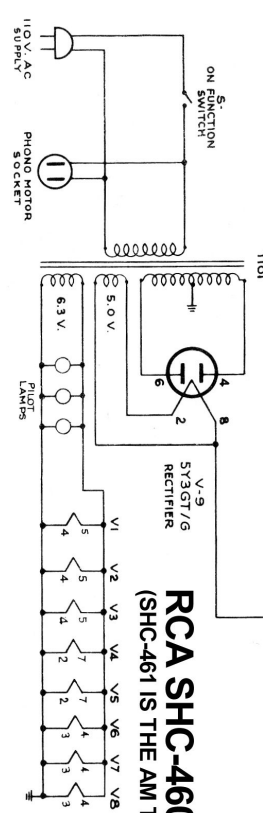 110 V. AC
SUPPLY
S-
ON FUNCTION
SWITCH
PHONO MOTOR
SOCKET
6.3 V.
5.0 V.
6
4
2
8
V-9
5Y3GT/G
RECTIFIER
PILOT
LAMPS
V1
5
4
V2
5
4
V3
5
4
V4
7
2
V5
7
2
V6
4
3
V7
4
3
V8
4
3
RCA SHC-460
(SHC-461 IS THE AM